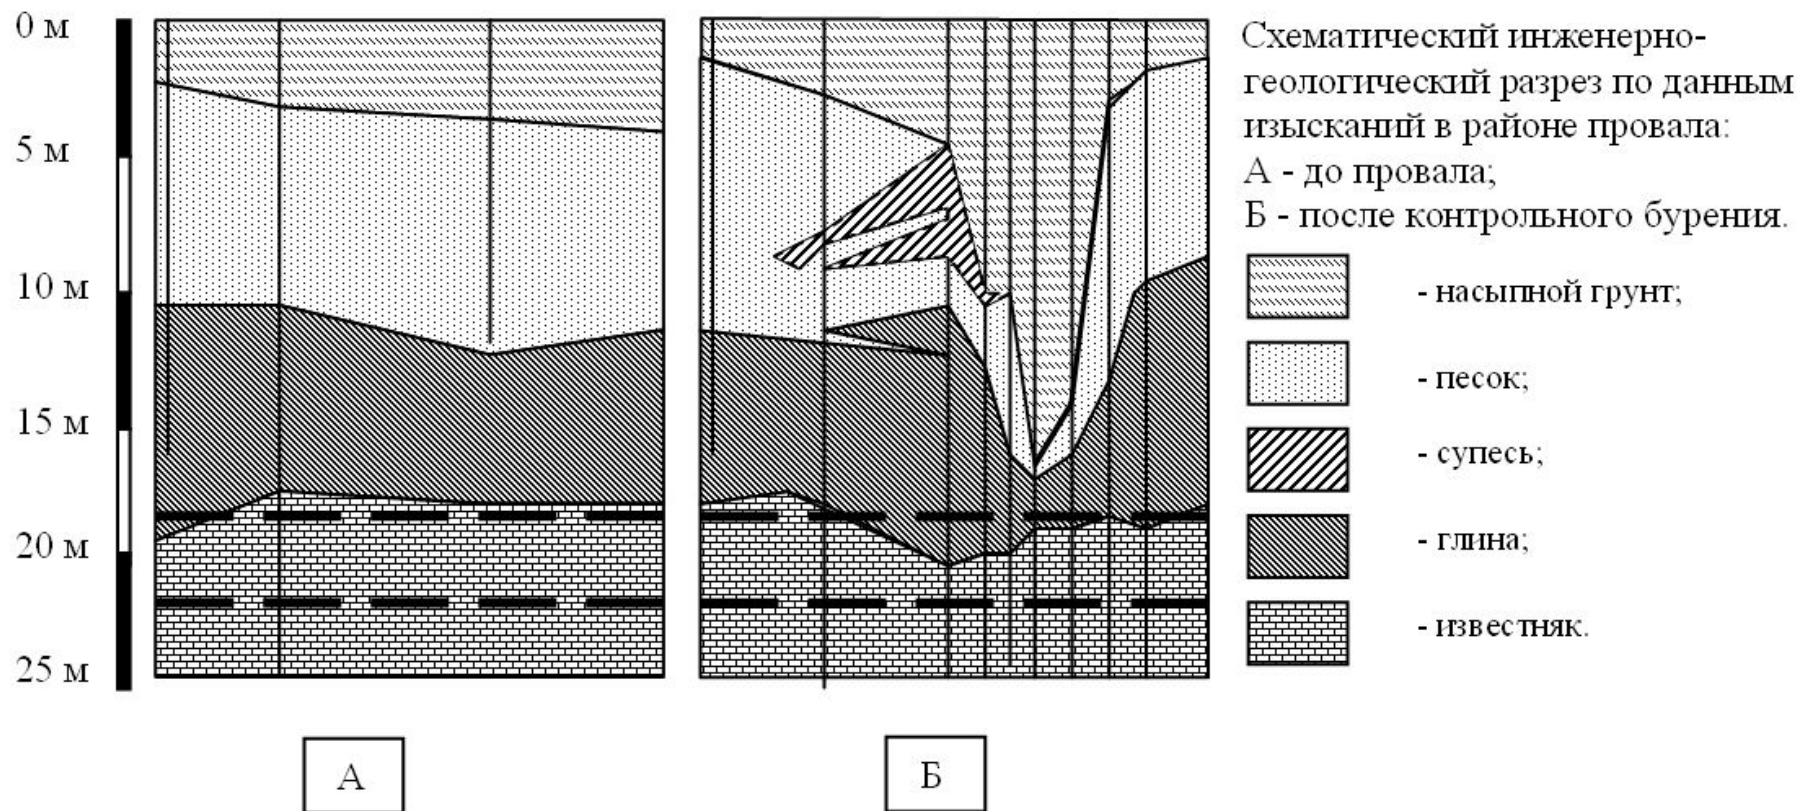 0 м
5 м
10 м
15 м
20 м
25 м
А
Б
Схематический инженерно-
геологический разрез по данным
изысканий в районе провала:
А - до провала;
Б - после контрольного бурения.
- насыпной грунт;
- песок;
- супесь;
- глина;
- известняк.